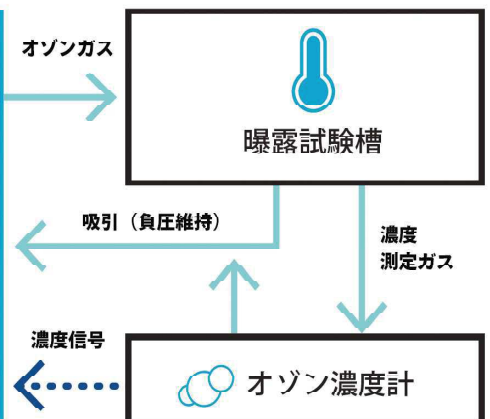 オゾンガス
曝露試験槽
吸引（負圧維持）
濃度
測定ガス
濃度信号
オゾン濃度計